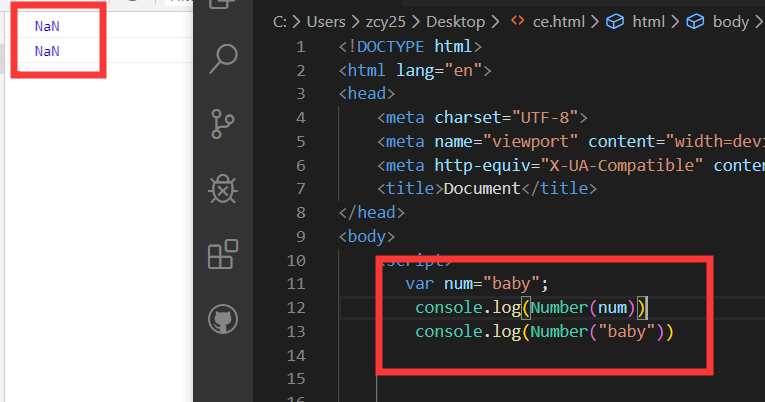 NaN
NaN
C: > Users > zcy25 > Desktop > ce.html > html > body >
1 <!DOCTYPE html>
2 <html lang="en">
3 <head>
4 <meta charset="UTF-8">
5 <meta name="viewport" content="width=devi
6 <meta http-equiv="X-UA-Compatible" conten
7 <title>Document</title>
8 </head>
9 <body>
10 <script>
11 var num="baby";
12 console.log(Number(num))
13 console.log(Number("baby"))
14
15
16